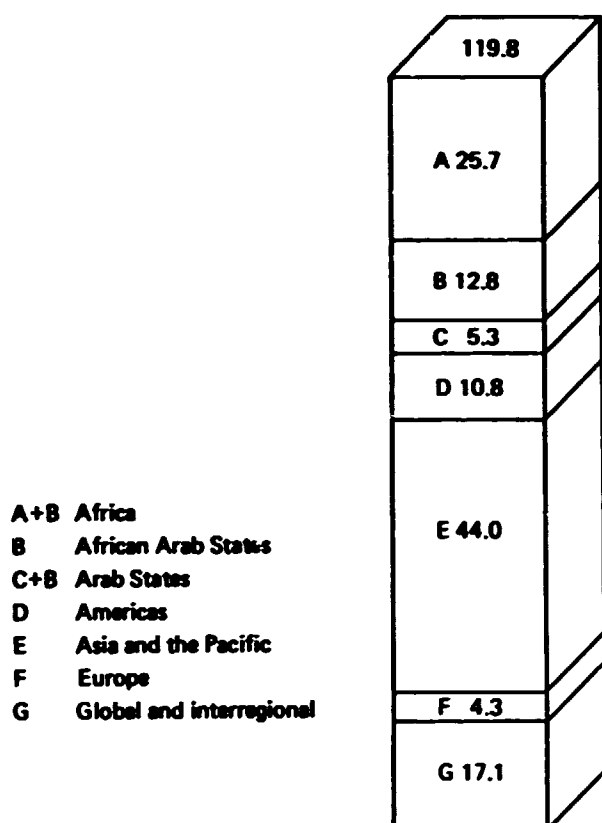 119.8
A 25.7
B 12.8
C 5.3
D 10.8
E 44.0
F 4.3
G 17.1
A+B Africa
B African Arab States
C+B Arab States
D Americas
E Asia and the Pacific
F Europe
G Global and interregional